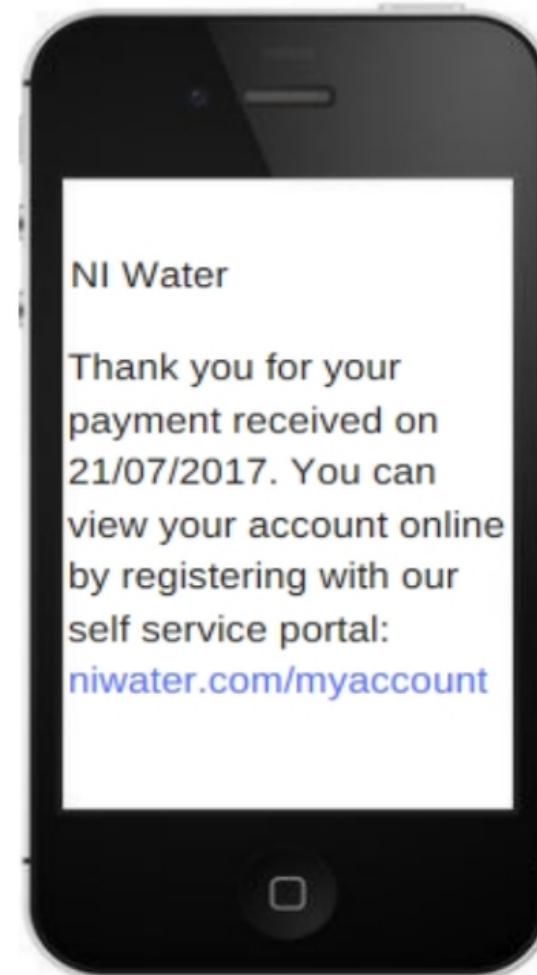 NI Water
Thank you for your
payment received on
21/07/2017. You can
view your account online
by registering with our
self service portal:
niwater.com/myaccount